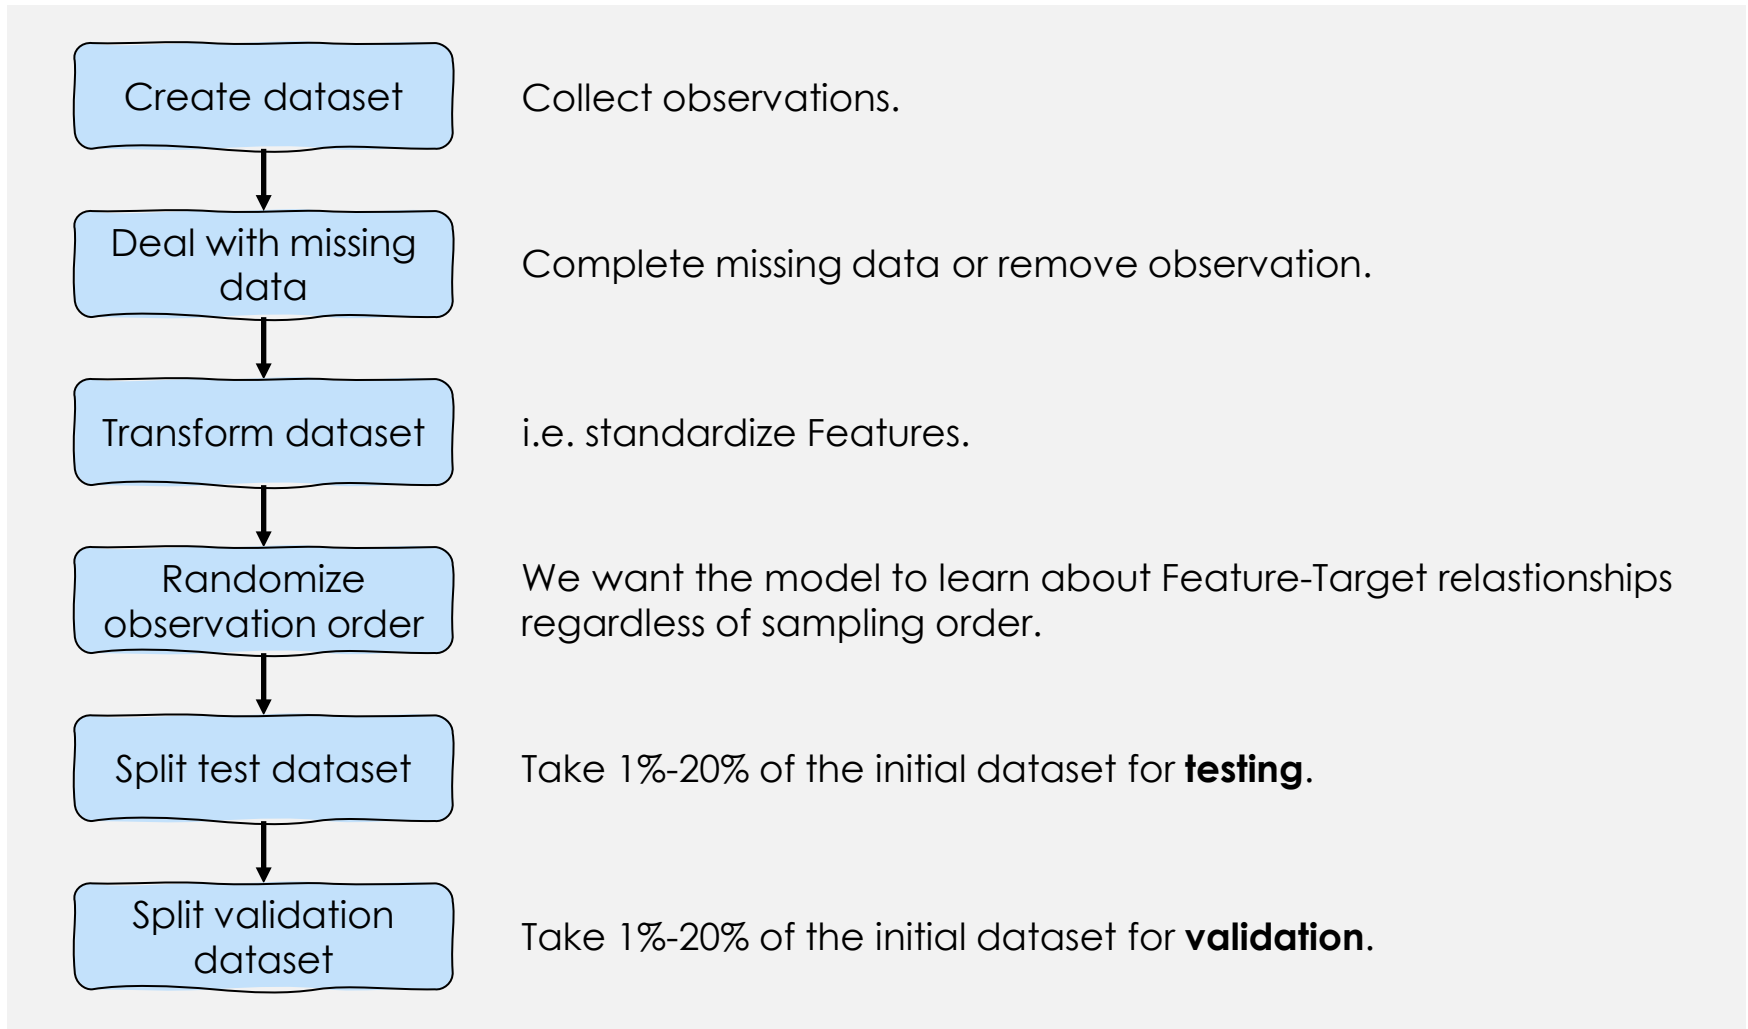 Create dataset
Collect observations.
Deal with missing
data
Complete missing data or remove observation.
Transform dataset
i.e. standardize Features.
Randomize
observation order
We want the model to learn about Feature-Target relastionships
regardless of sampling order.
Split test dataset
Take 1%-20% of the initial dataset for testing.
Split validation
dataset
Take 1%-20% of the initial dataset for validation.